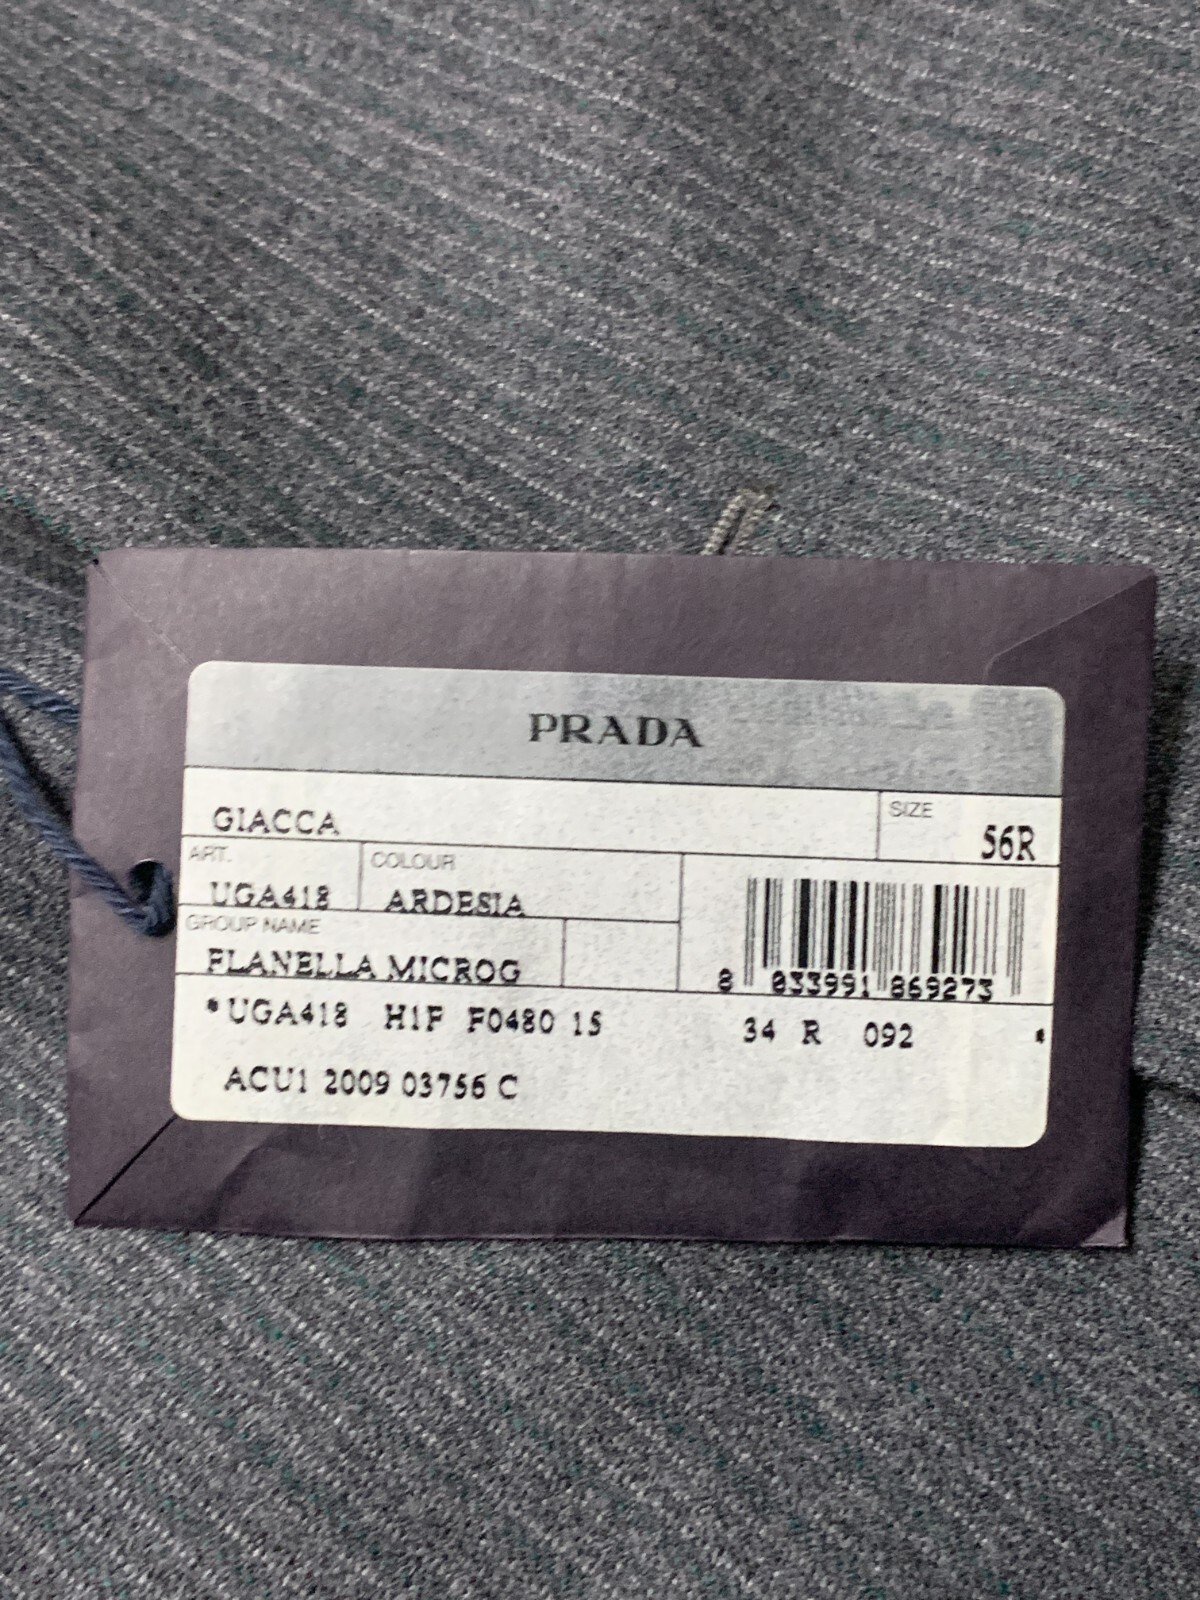 PRADA
GIACCA
SIZE
56R
ART.
UGA418
COLOUR
ARDESIA
GROUP NAME
FLANELLA MICROG
8 033991 869273
*UGA418 H1F F0480 15 34 R 092 *
ACU1 2009 03756 C